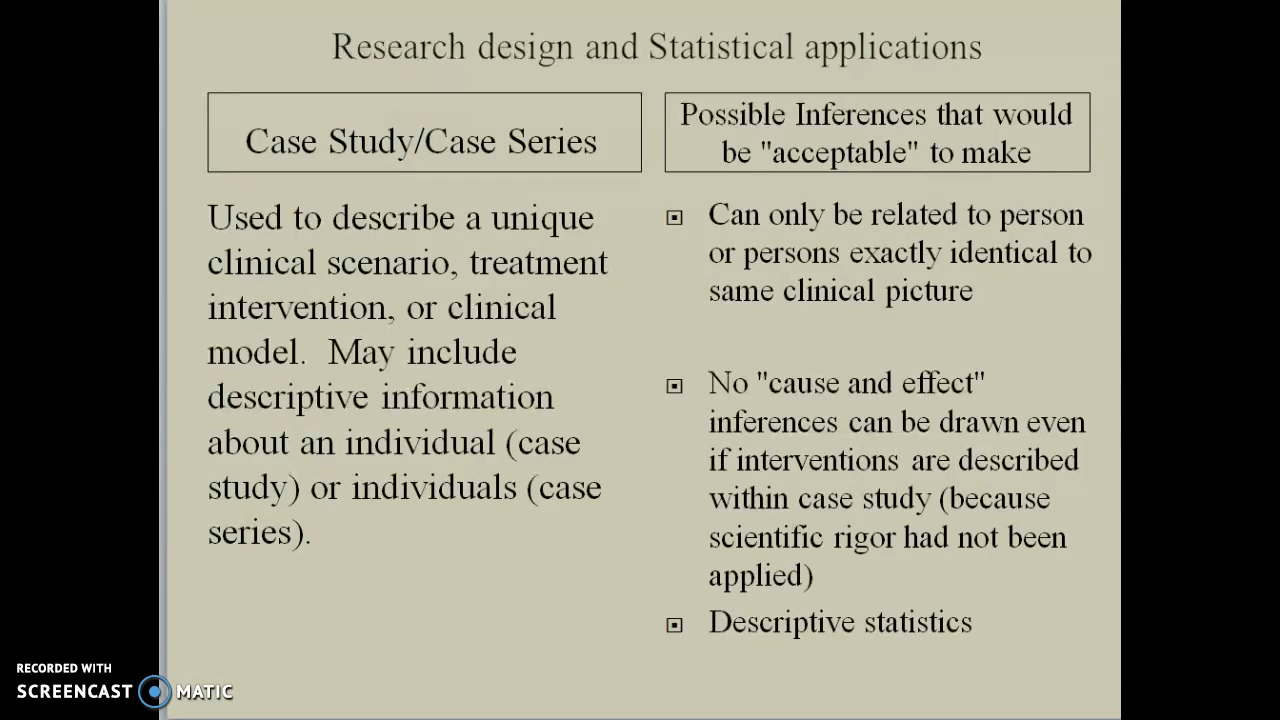 Research design and Statistical applications
Case Study/Case Series
Used to describe a unique
clinical scenario, treatment
intervention, or clinical
model.  May include
descriptive information
about an individual (case
study) or individuals (case
series).
Possible Inferences that would
be "acceptable" to make
Can only be related to person
or persons exactly identical to
same clinical picture
No "cause and effect"
inferences can be drawn even
if interventions are described
within case study (because
scientific rigor had not been
applied)
Descriptive statistics
RECORDED WITH
SCREENCAST MATIC